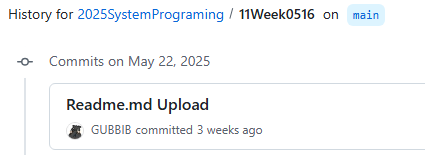 History for 2025SystemPrograming / 11Week0516 on main
Commits on May 22, 2025
Readme.md Upload
GUBBIB committed 3 weeks ago